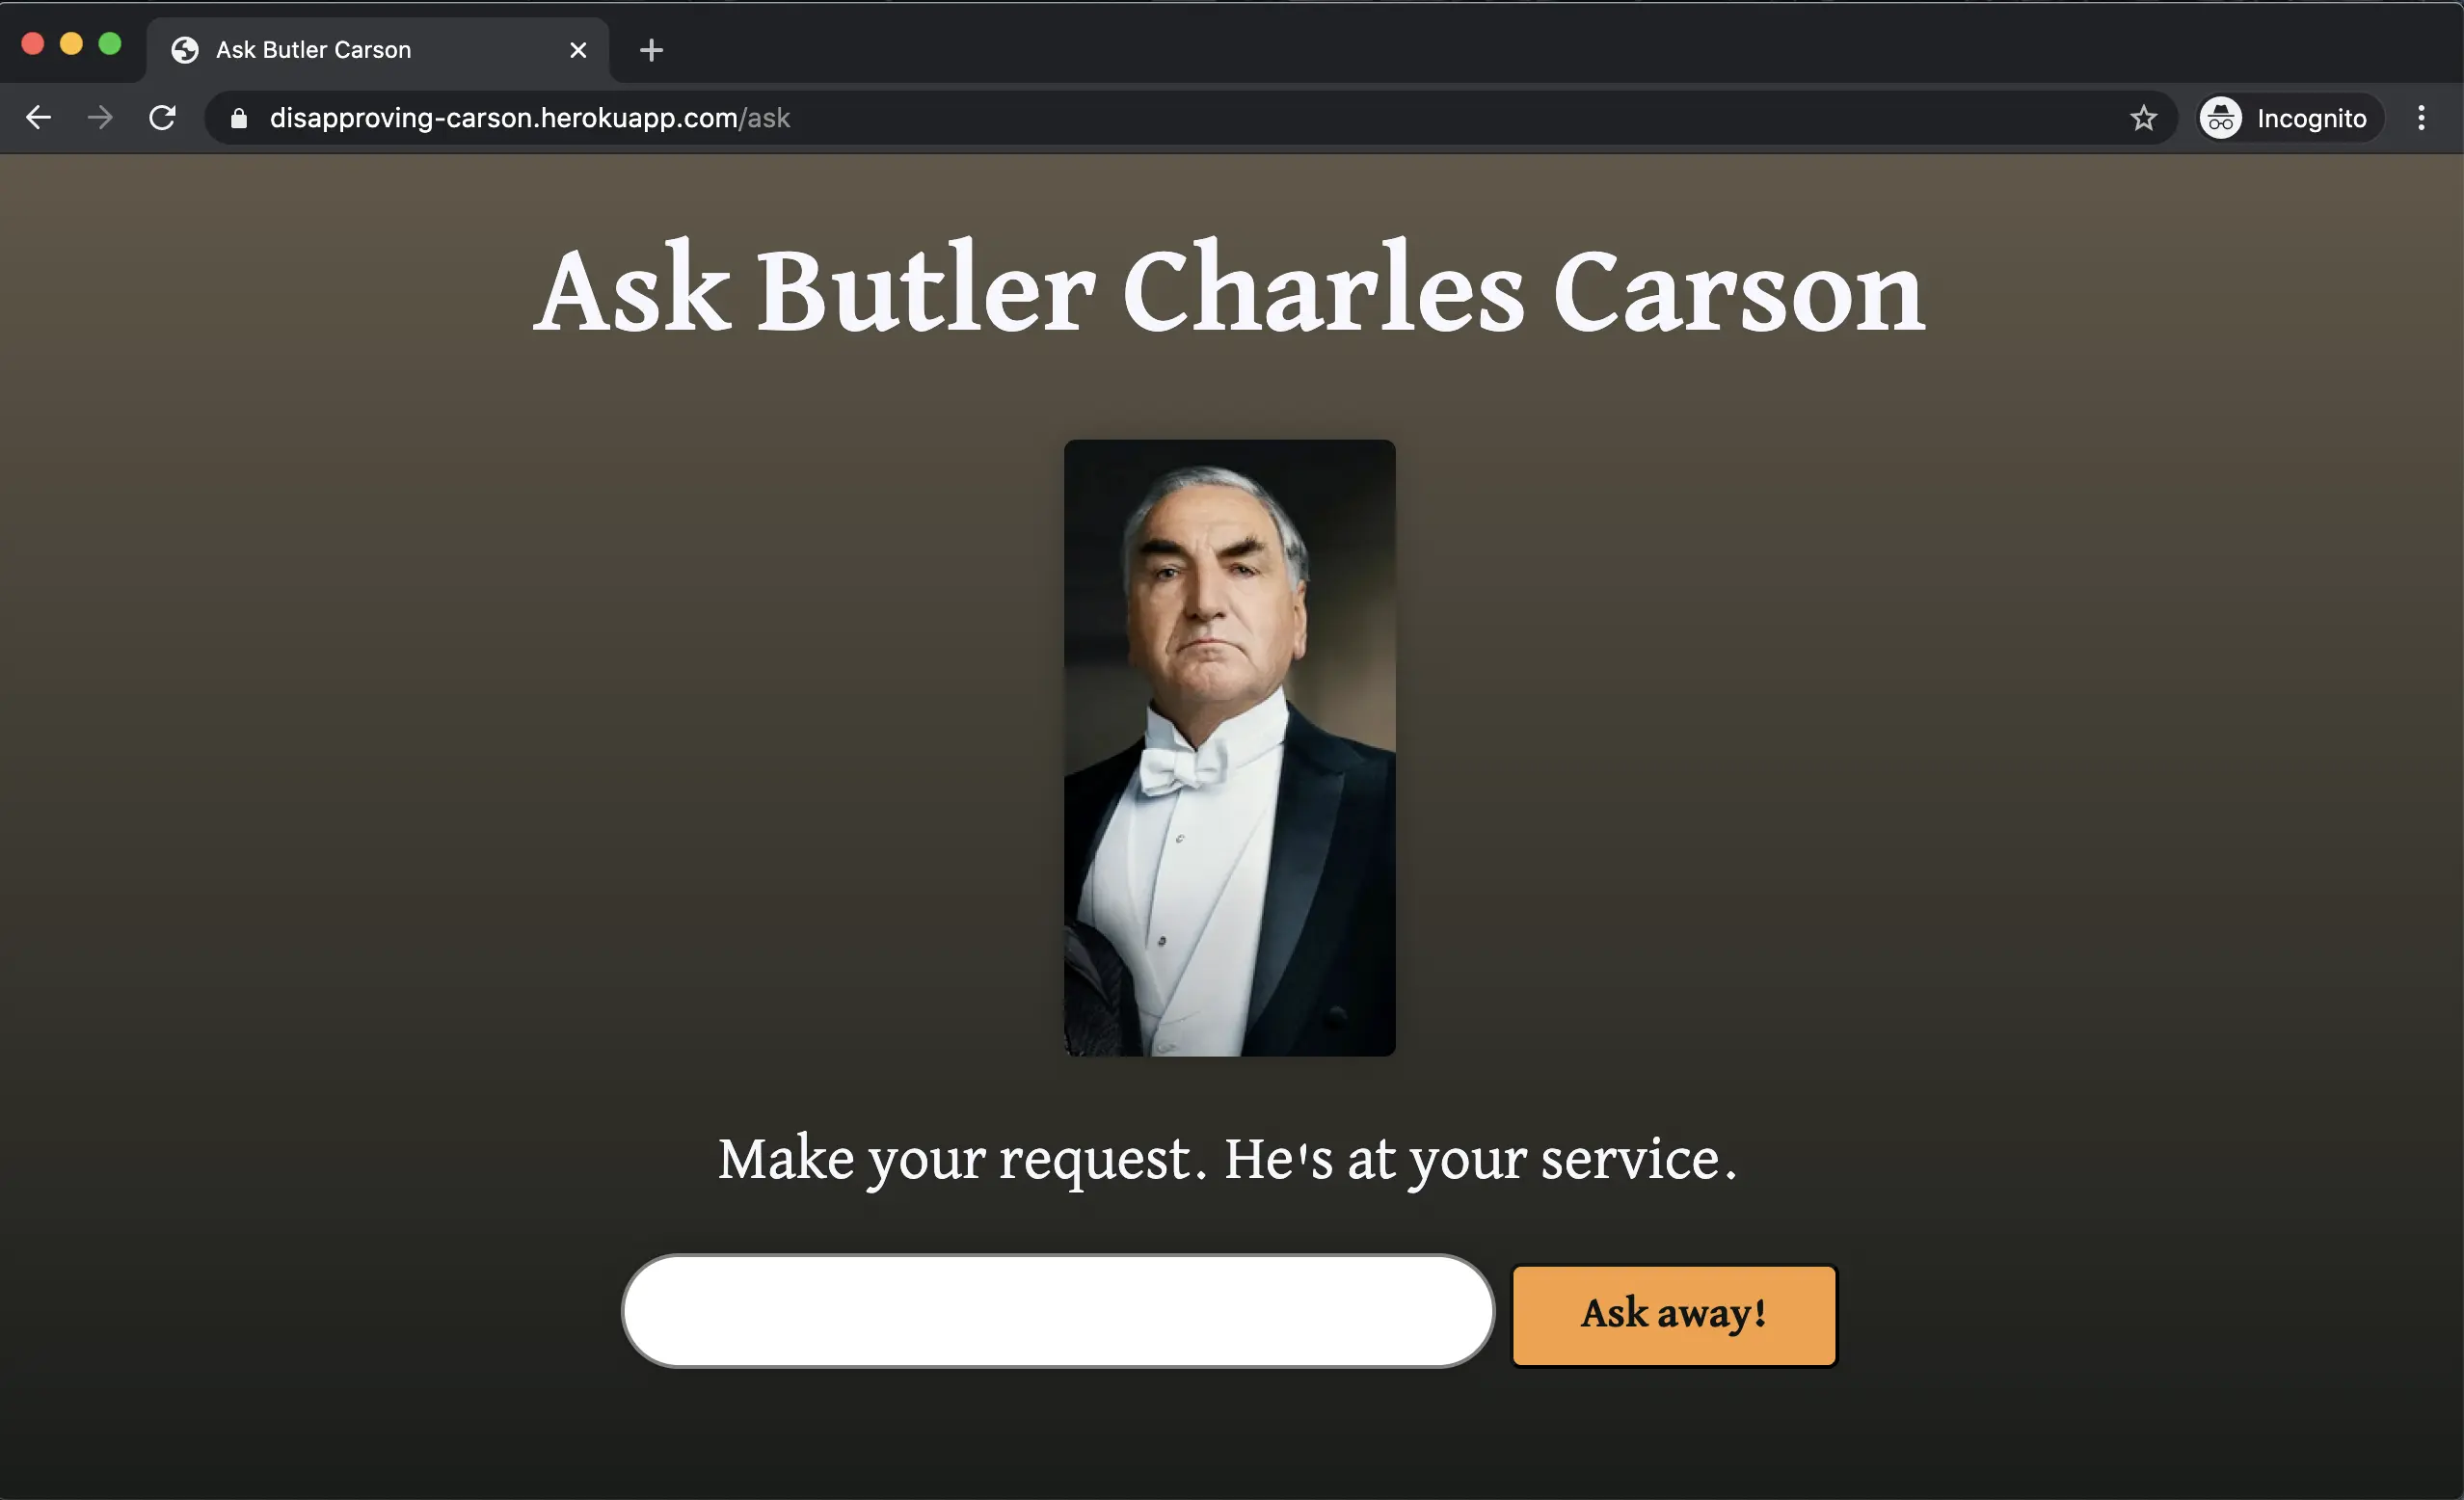 Ask Butler Carson
disapproving-carson.herokuapp.com/ask
Incognito
Ask Butler Charles Carson
Make your request. He's at your service.
Ask away!